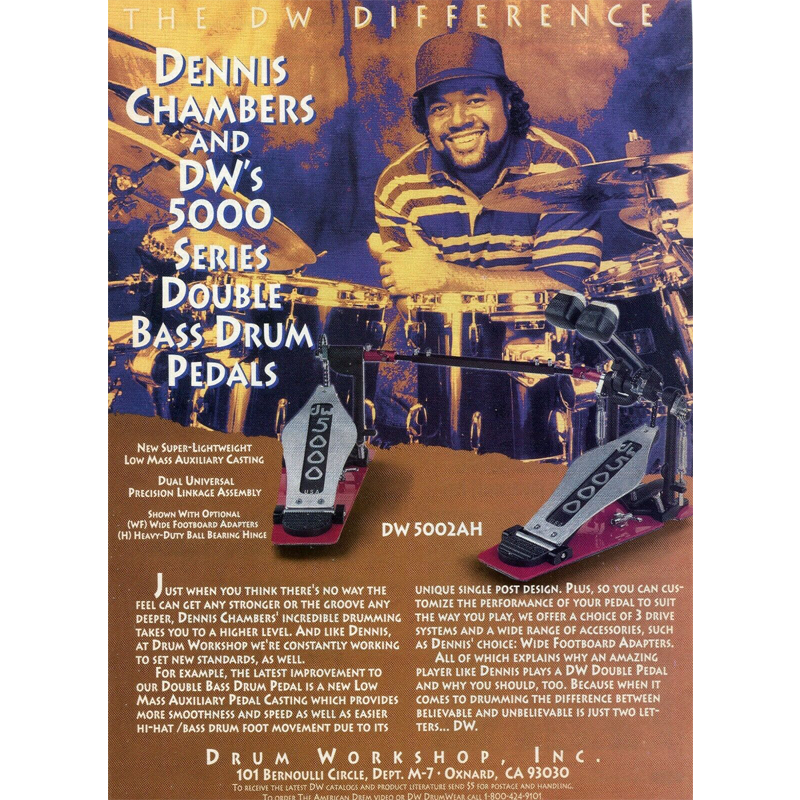 THE DW DIFFERENCE
DENNIS
CHAMBERS
AND
DW's
5000
SERIES
DOUBLE
BASS DRUM
PEDALS
NEW SUPER-LIGHTWEIGHT
LOW MASS AUXILIARY CASTING
DUAL UNIVERSAL
PRECISION LINKAGE ASSEMBLY
SHOWN WITH OPTIONAL
(WF) WIDE FOOTBOARD ADAPTERS
(H) HEAVY-DUTY BALL BEARING HINGE
dw
5000
USA
dw
5000
DW 5002AH
JUST WHEN YOU THINK THERE'S NO WAY THE
FEEL CAN GET ANY STRONGER OR THE GROOVE ANY
DEEPER, DENNIS CHAMBERS' INCREDIBLE DRUMMING
TAKES YOU TO A HIGHER LEVEL. AND LIKE DENNIS,
AT DRUM WORKSHOP WE'RE CONSTANTLY WORKING
TO SET NEW STANDARDS, AS WELL.
FOR EXAMPLE, THE LATEST IMPROVEMENT TO
OUR DOUBLE BASS DRUM PEDAL IS A NEW LOW
MASS AUXILIARY PEDAL CASTING WHICH PROVIDES
MORE SMOOTHNESS AND SPEED AS WELL AS EASIER
HI-HAT /BASS DRUM FOOT MOVEMENT DUE TO ITS
UNIQUE SINGLE POST DESIGN. PLUS, SO YOU CAN CUS-
TOMIZE THE PERFORMANCE OF YOUR PEDAL TO SUIT
THE WAY YOU PLAY, WE OFFER A CHOICE OF 3 DRIVE
SYSTEMS AND A WIDE RANGE OF ACCESSORIES, SUCH
AS DENNIS' CHOICE: WIDE FOOTBOARD ADAPTERS.
ALL OF WHICH EXPLAINS WHY AN AMAZING
PLAYER LIKE DENNIS PLAYS A DW DOUBLE PEDAL
AND WHY YOU SHOULD, TOO. BECAUSE WHEN IT
COMES TO DRUMMING THE DIFFERENCE BETWEEN
BELIEVABLE AND UNBELIEVABLE IS JUST TWO LET-
TERS... DW.
DRUM WORKSHOP, INC.
101 BERNOULLI CIRCLE, DEPT. M-7 • OXNARD, CA 93030
TO RECEIVE THE LATEST DW CATALOGS AND PRODUCT LITERATURE SEND $5 FOR POSTAGE AND HANDLING.
TO ORDER THE AMERICAN DREAM VIDEO OR DW DRUMWEAR CALL 1-800-424-9101